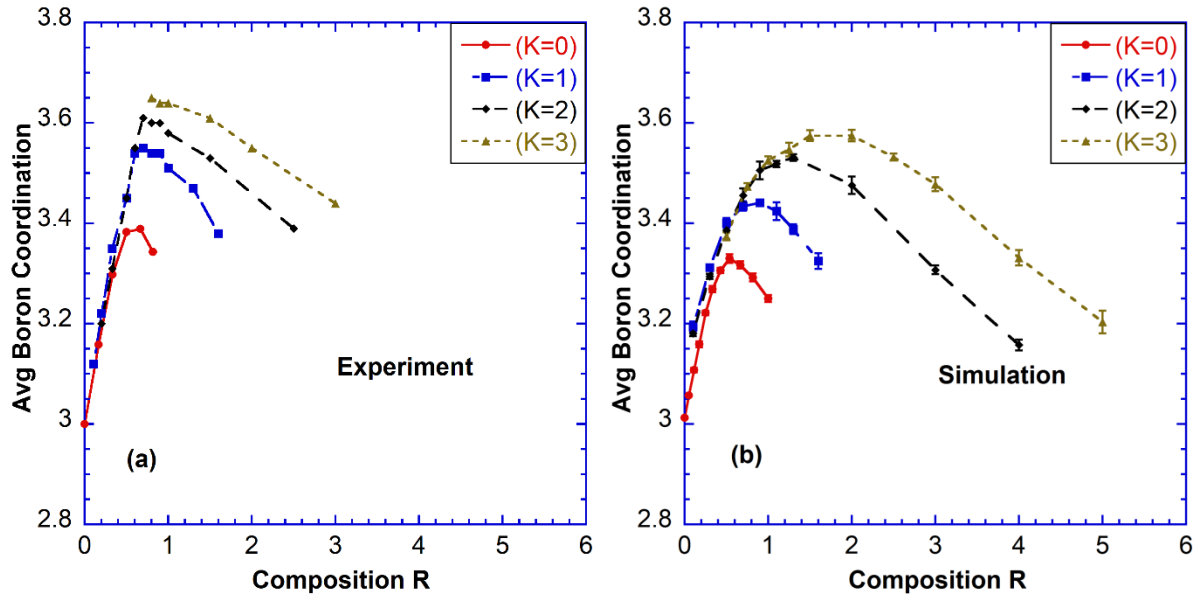 3.8
3.6
3.4
3.2
3
2.8
Avg Boron Coordination
(K=0)
(K=1)
(K=2)
(K=3)
Experiment
(a)
0 1 2 3 4 5 6
Composition R
3.8
3.6
3.4
3.2
3
2.8
Avg Boron Coordination
(K=0)
(K=1)
(K=2)
(K=3)
Simulation
(b)
0 1 2 3 4 5 6
Composition R